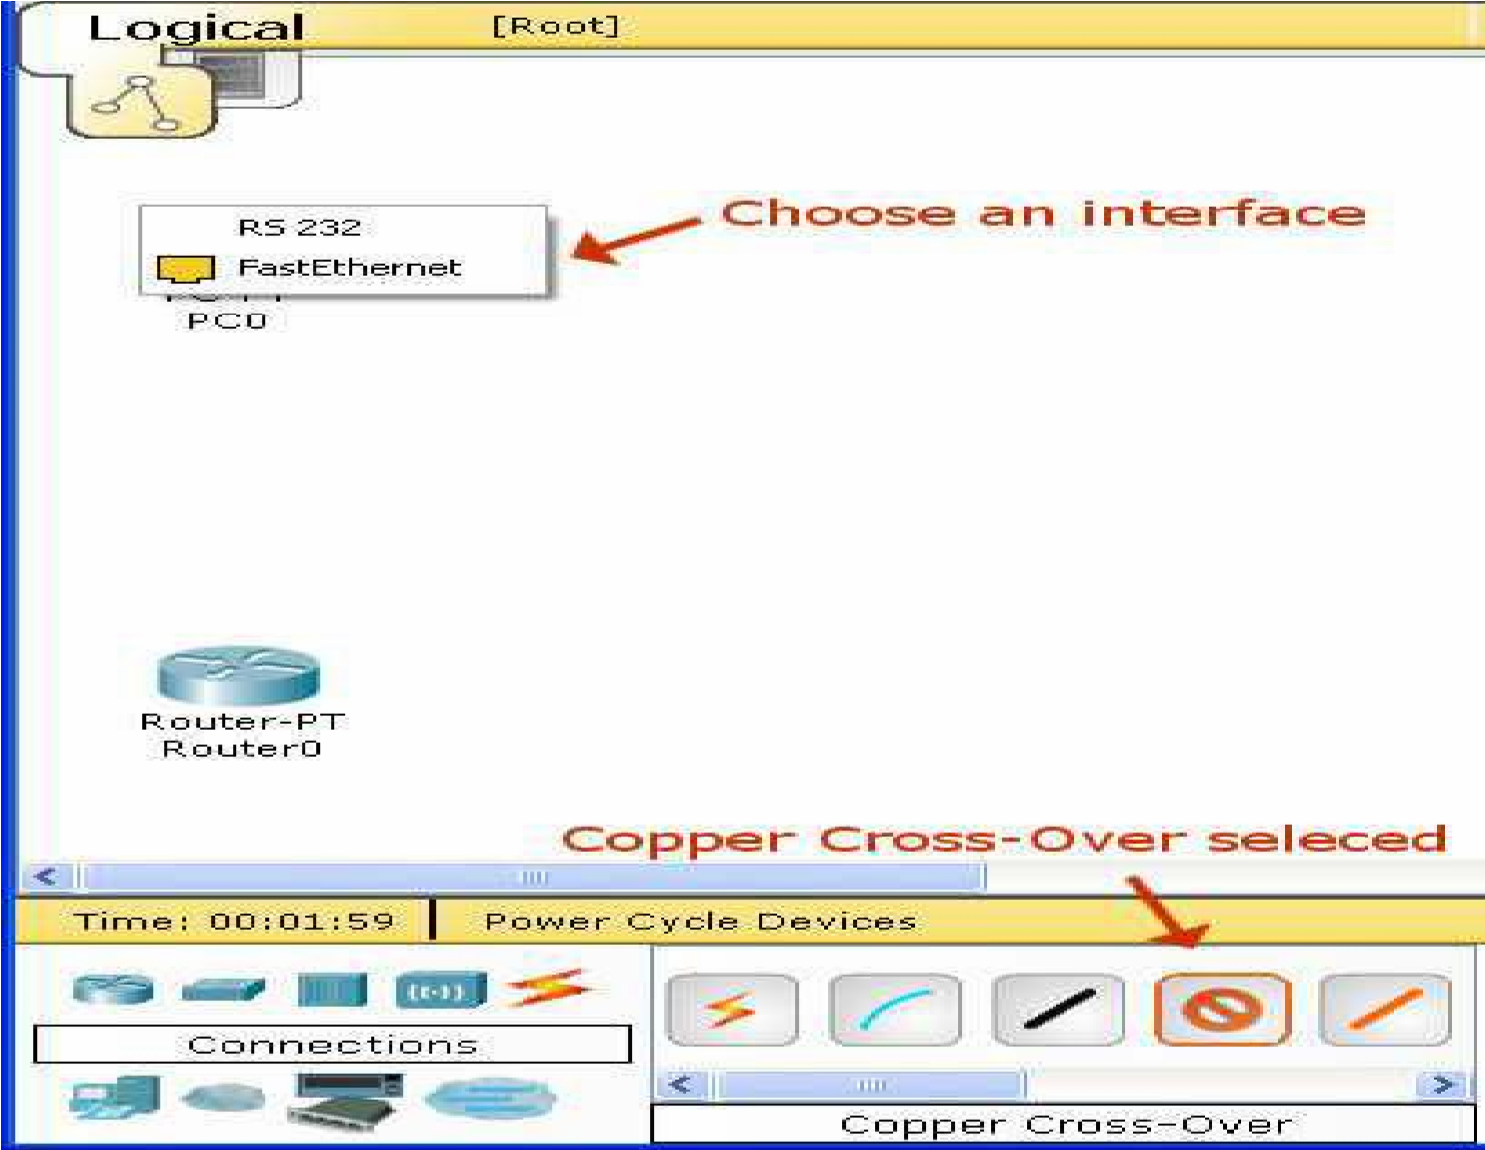 Logical [Root]
RS 232
FastEthernet
Choose an interface
PC0
Router-PT
Router0
Copper Cross-Over seleced
Time: 00:01:59 Power Cycle Devices
Connections
Copper Cross-Over